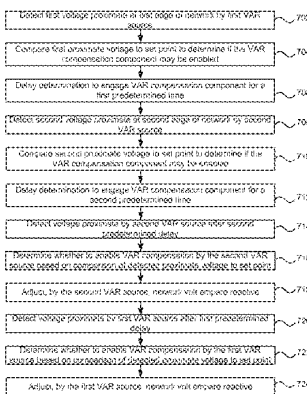 Detect first voltage proximate at first edge of network by first VAR
source
702
Compare first proximate voltage to set point to determine if the VAR
compensation component may be enabled
Delay determination to engage VAR compensation component for a
first predetermined time
Detect second voltage proximate at second edge of network by second
VAR source
Compare second proximate voltage to set point to determine if the
VAR compensation component may be
Delay determination to engage VAR compensation component for a
second predetermined time
Detect voltage proximate by second VAR source after second
predetermined delay
Determine whether to enable VAR compensation by the second VAR
source based on comparison of detected proximate voltage to set point
Adjust, by the second VAR source, network volt ampere reactive
Detect voltage proximate by first VAR source after first predetermined
delay
Determine whether to enable VAR compensation by the first VAR
source based on comparison of detected proximate voltage to set point
Adjust, by the first VAR source, network volt ampere reactive